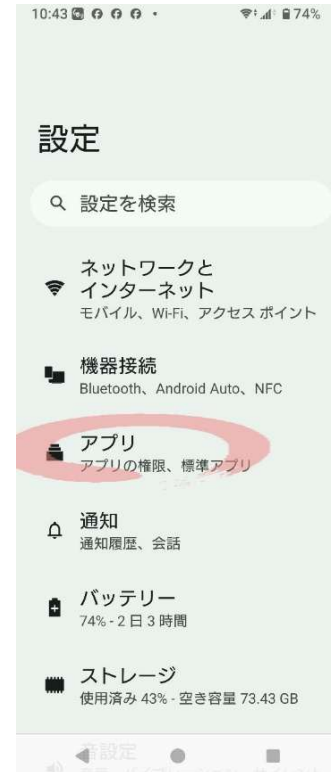 10:43 74%
設定
設定を検索
ネットワークと
インターネット
モバイル、Wi-Fi、アクセス ポイント
機器接続
Bluetooth、Android Auto、NFC
アプリ
アプリの権限、標準アプリ
通知
通知履歴、会話
バッテリー
74% - 2 日 3 時間
ストレージ
使用済み 43% - 空き容量 73.43 GB
音設定